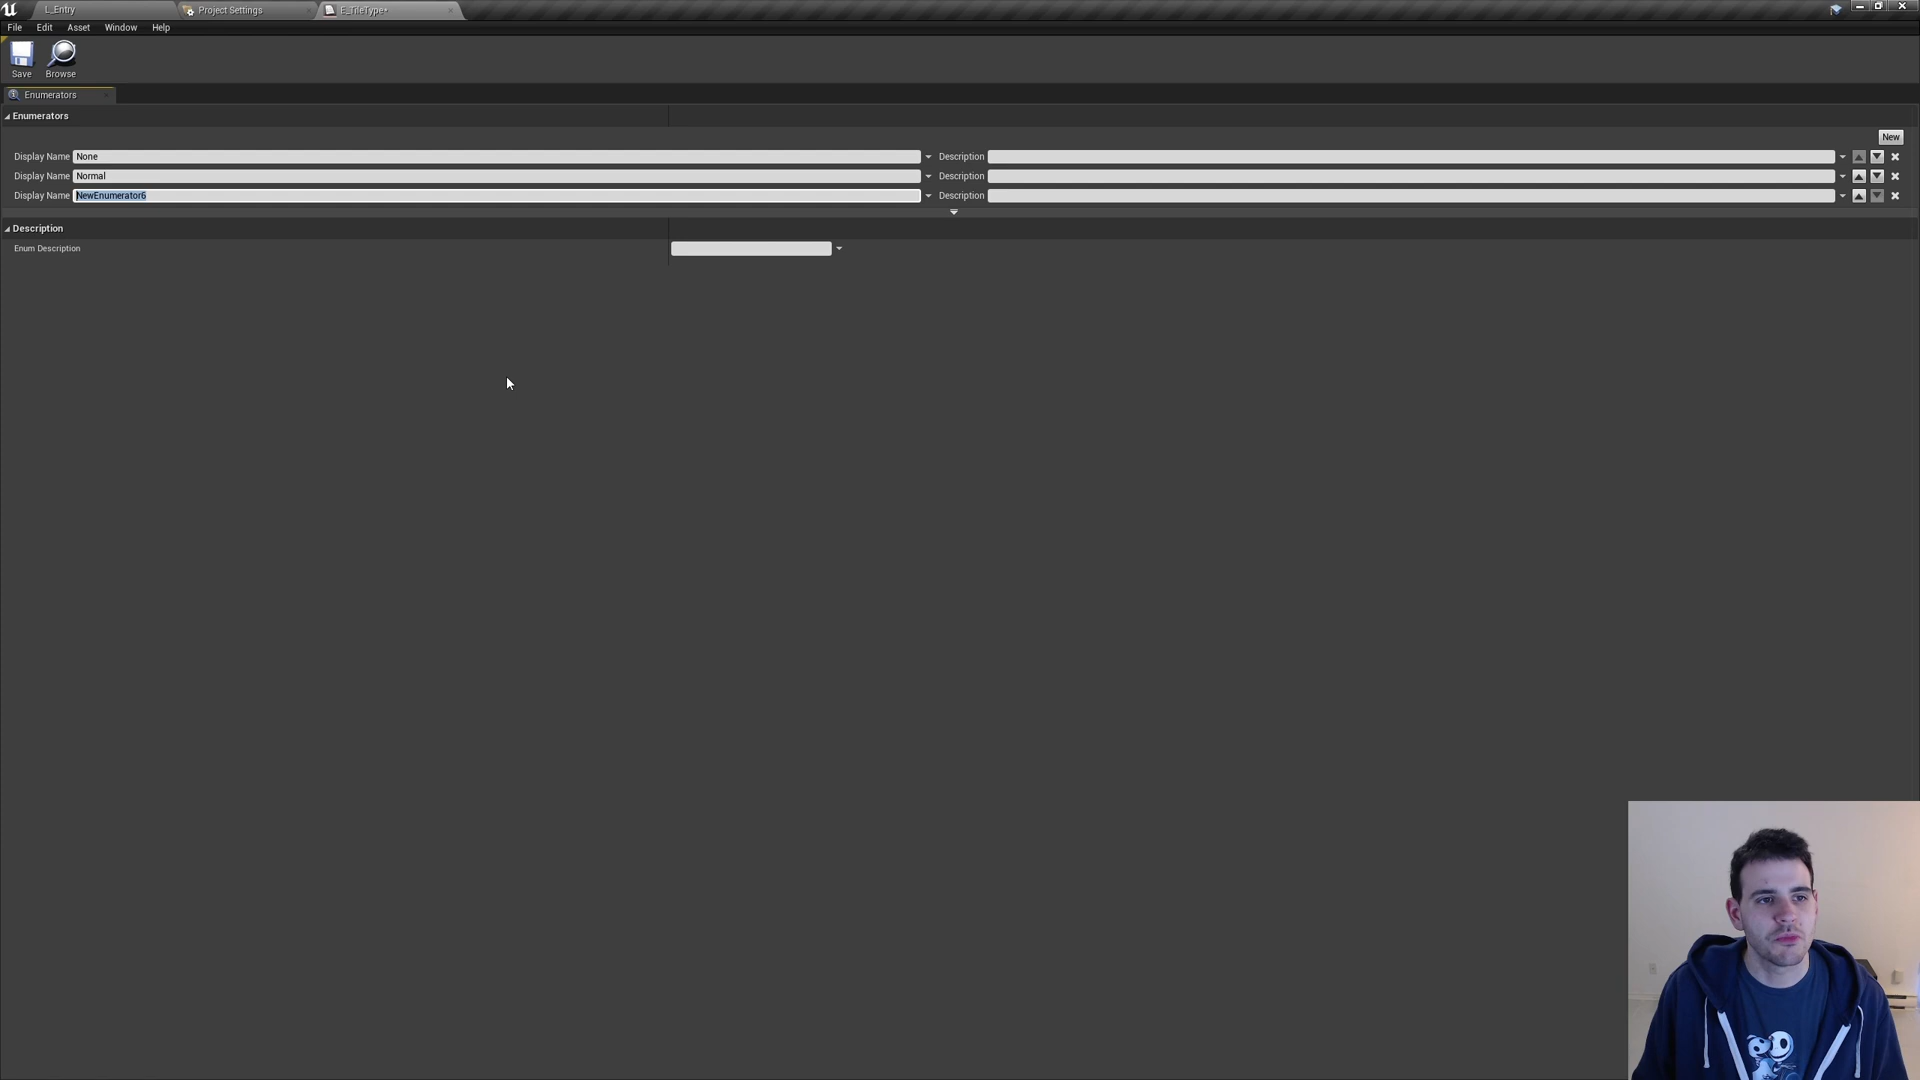 L_Entry
Project Settings
E_TileType*
File Edit Asset Window Help
Save Browse
Enumerators
Enumerators
New
Display Name None Description
Display Name Normal Description
Display Name NewEnumerator6 Description
Description
Enum Description